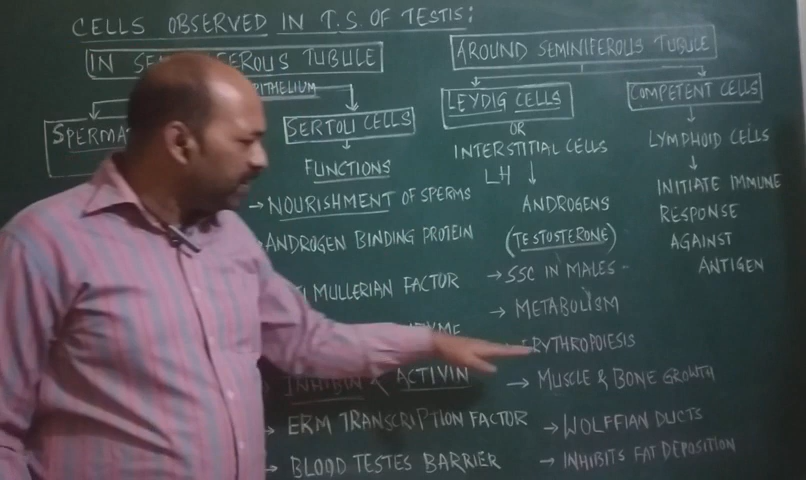 CELLS OBSERVED IN T.S. OF TESTIS:
IN FEROUS TUBULE
AROUND SEMINIFEROUS TUBULE
SERTOLI CELLS
LEYDIG CELLS
COMPETENT CELLS
FUNCTIONS
OR
INTERSTITIAL CELLS
LYMPHOID CELLS
LH
→ NOURISHMENT OF SPERMS
ANDROGENS
INITIATE IMMUNE
RESPONSE
AGAINST
ANTIGEN
ANDROGEN BINDING PROTEIN
(TESTOSTERONE)
MULLERIAN FACTOR
→ SSC IN MALES -
→ METABOLISM
RYTHROPOIESIS
INHIBIN & ACTIVIN
→ MUSCLE & BONE GROWTH
→ ERM TRANSCRIPTION FACTOR
→ WOLFFIAN DUCTS
→ BLOOD TESTES BARRIER
→ INHIBITS FAT DEPOSITION